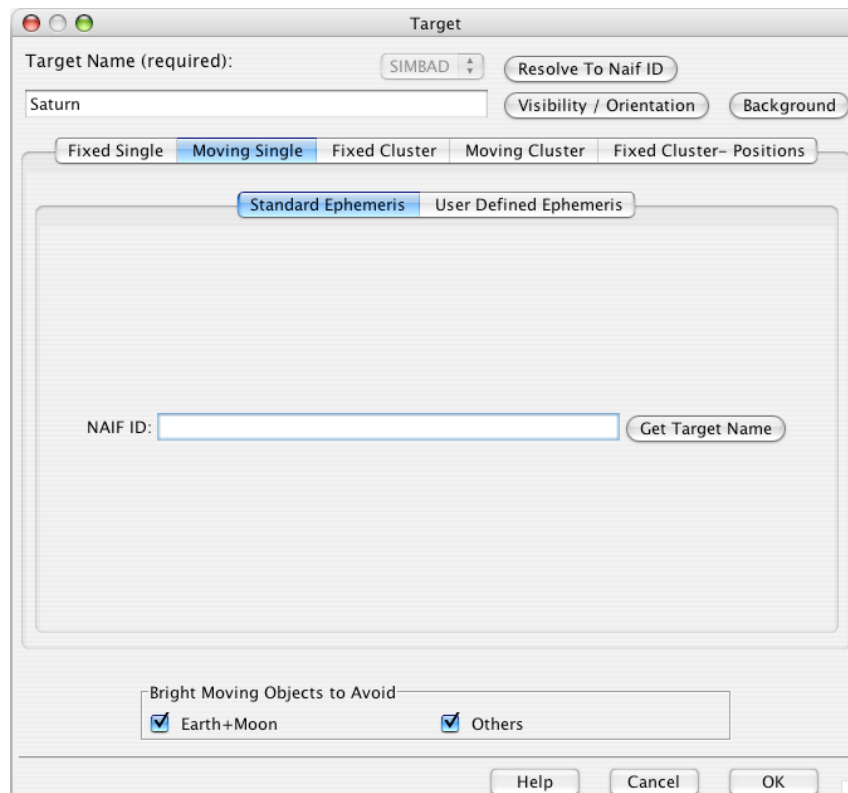 Target
Target Name (required):
SIMBAD
Resolve To Naif ID
Saturn
Visibility / Orientation
Background
Fixed Single
Moving Single
Fixed Cluster
Moving Cluster
Fixed Cluster- Positions
Standard Ephemeris
User Defined Ephemeris
NAIF ID:
Get Target Name
Bright Moving Objects to Avoid
Earth+Moon
Others
Help
Cancel
OK